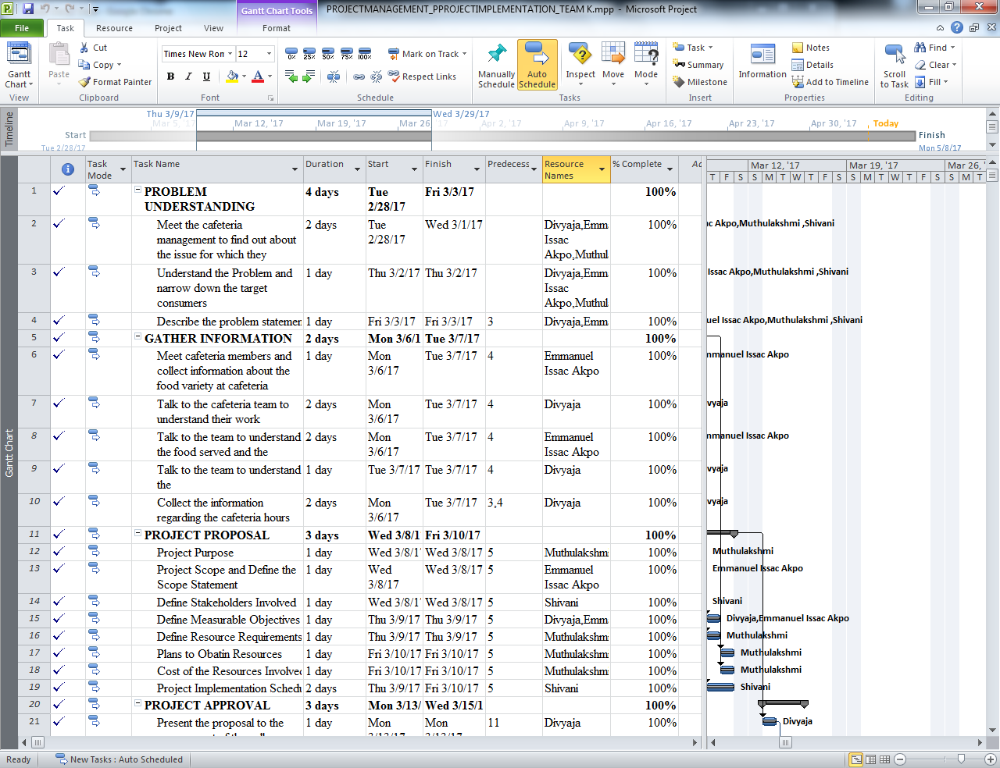 PROJECTMANAGEMENT_PPROJECTIMPLEMENTATION_TEAM K.mpp - Microsoft Project
Gantt Chart Tools
File Task Resource Project View Format
Gantt Chart
View
Paste
Cut
Copy
Format Painter
Clipboard
Times New Ron 12
B I U A
Font
0% 25% 50% 75% 100%
Mark on Track
Respect Links
Schedule
Manually Schedule
Auto Schedule
Inspect Move Mode
Tasks
Task
Summary
Milestone
Insert
Information
Notes
Details
Add to Timeline
Properties
Scroll to Task
Find
Clear
Fill
Editing
Timeline
Thu 3/9/17 Wed 3/29/17
Mar 5, '17 Mar 12, '17 Mar 19, '17 Mar 26 17 Apr 2, '17 Apr 9, '17 Apr 16, '17 Apr 23, '17 Apr 30, '17 Today
Start Finish
Tue 2/28/17 Mon 5/8/17
Gantt Chart
Task Mode Task Name Duration Start Finish Predecess Resource Names % Complete Ac
Mar 12, '17 Mar 19, '17 Mar 26, '
T F S S M T W T F S S M T W T F S S M T
1 PROBLEM UNDERSTANDING 4 days Tue 2/28/17 Fri 3/3/17 100%
2 Meet the cafeteria management to find out about the issue for which they 2 days Tue 2/28/17 Wed 3/1/17 Divyaja,Emm Issac Akpo,Muthul 100% Akpo,Muthulakshmi ,Shivani
3 Understand the Problem and narrow down the target consumers 1 day Thu 3/2/17 Thu 3/2/17 Divyaja,Emm Issac Akpo,Muthul 100% Issac Akpo,Muthulakshmi ,Shivani
4 Describe the problem statemen 1 day Fri 3/3/17 Fri 3/3/17 3 Divyaja,Emm 100% uel Issac Akpo,Muthulakshmi ,Shivani
5 GATHER INFORMATION 2 days Mon 3/6/1 Tue 3/7/17 100%
6 Meet cafeteria members and collect information about the food variety at cafeteria 1 day Mon 3/6/17 Tue 3/7/17 4 Emmanuel Issac Akpo 100% mmanuel Issac Akpo
7 Talk to the cafeteria team to understand their work 2 days Mon 3/6/17 Tue 3/7/17 4 Divyaja 100% ivyaja
8 Talk to the team to understand the food served and the 2 days Mon 3/6/17 Tue 3/7/17 4 Emmanuel Issac Akpo 100% mmanuel Issac Akpo
9 Talk to the team to understand the 1 day Tue 3/7/17 Tue 3/7/17 4 Divyaja 100% ivyaja
10 Collect the information regarding the cafeteria hours 2 days Mon 3/6/17 Tue 3/7/17 3,4 Divyaja 100% ivyaja
11 PROJECT PROPOSAL 3 days Wed 3/8/1 Fri 3/10/17 100%
12 Project Purpose 1 day Wed 3/8/1 Wed 3/8/17 5 Muthulakshm 100% Muthulakshmi
13 Project Scope and Define the Scope Statement 1 day Wed 3/8/17 Wed 3/8/17 5 Emmanuel Issac Akpo 100% Emmanuel Issac Akpo
14 Define Stakeholders Involved 1 day Wed 3/8/1 Wed 3/8/17 5 Shivani 100% Shivani
15 Define Measurable Objectives 1 day Thu 3/9/17 Thu 3/9/17 5 Divyaja,Emm 100% Divyaja,Emmanuel Issac Akpo
16 Define Resource Requirements 1 day Thu 3/9/17 Thu 3/9/17 5 Muthulakshm 100% Muthulakshmi
17 Plans to Obatin Resources 1 day Fri 3/10/17 Fri 3/10/17 5 Muthulakshm 100% Muthulakshmi
18 Cost of the Resources Involvec 1 day Fri 3/10/17 Fri 3/10/17 5 Muthulakshm 100% Muthulakshmi
19 Project Implementation Schedu 2 days Thu 3/9/17 Fri 3/10/17 5 Shivani 100% Shivani
20 PROJECT APPROVAL 3 days Mon 3/13/ Wed 3/15/1 100%
21 Present the proposal to the 1 day Mon Mon 11 Divyaja 100% Divyaja
Ready New Tasks : Auto Scheduled